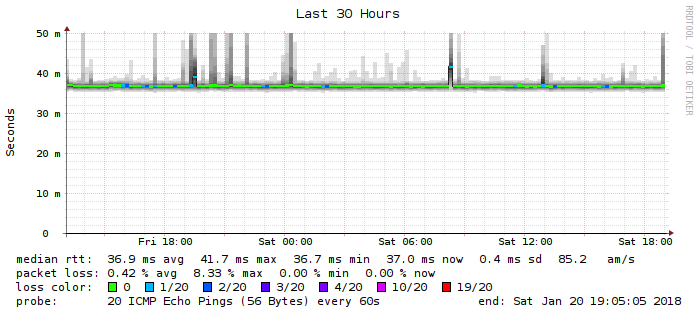 Last 30 Hours
RRDTOOL / TOBI OETIKER
Seconds
50 m
40 m
30 m
20 m
10 m
0
Fri 18:00 Sat 00:00 Sat 06:00 Sat 12:00 Sat 18:00
median rtt: 36.9 ms avg 41.7 ms max 36.7 ms min 37.0 ms now 0.4 ms sd 85.2 am/s
packet loss: 0.42 % avg 8.33 % max 0.00 % min 0.00 % now
loss color: 0 1/20 2/20 3/20 4/20 10/20 19/20
probe: 20 ICMP Echo Pings (56 Bytes) every 60s end: Sat Jan 20 19:05:05 2018